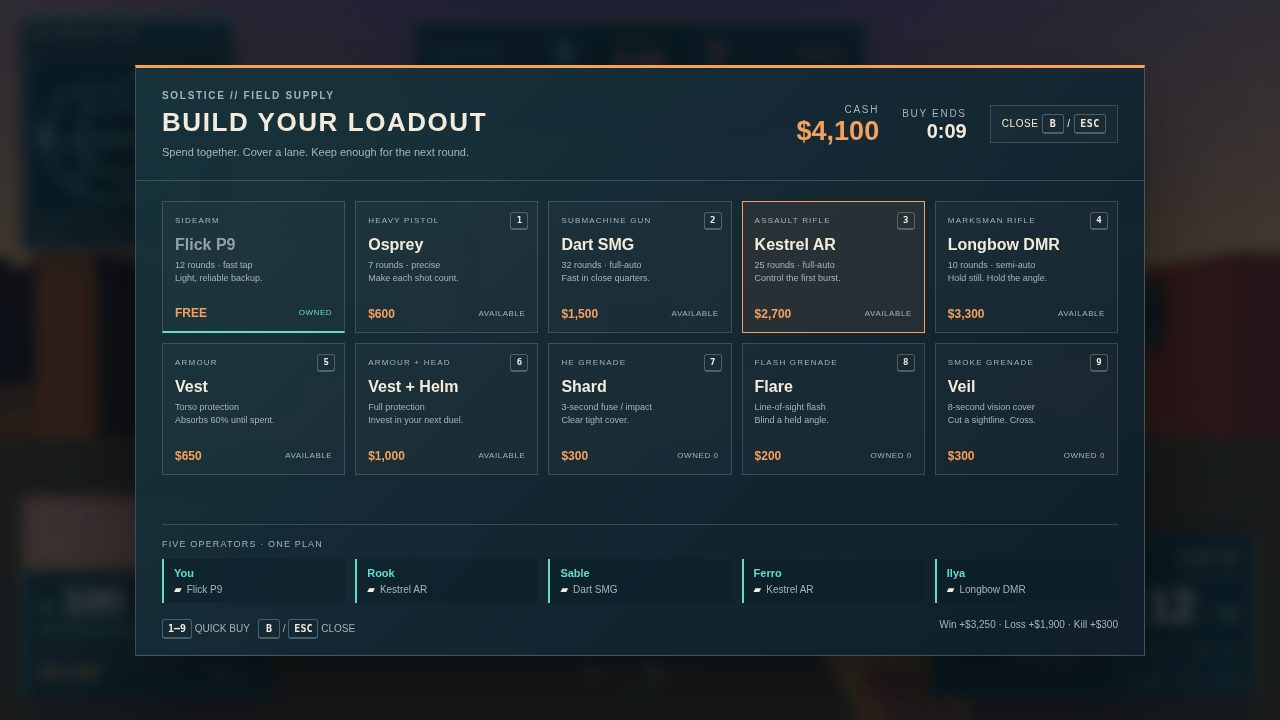 SOLSTICE // FIELD SUPPLY
BUILD YOUR LOADOUT
Spend together. Cover a lane. Keep enough for the next round.
CASH
$4,100
BUY ENDS
0:09
CLOSE B / ESC
SIDEARM
Flick P9
12 rounds · fast tap
Light, reliable backup.
FREE OWNED
HEAVY PISTOL 1
Osprey
7 rounds · precise
Make each shot count.
$600 AVAILABLE
SUBMACHINE GUN 2
Dart SMG
32 rounds · full-auto
Clean in close quarters.
$1,500 AVAILABLE
ASSAULT RIFLE 3
Kestrel AR
25 rounds · full-auto
Control the first burst.
$2,700 AVAILABLE
MARKSMAN RIFLE 4
Longbow DMR
10 rounds · semi-auto
Hold still. Hold the angle.
$3,300 AVAILABLE
ARMOUR 5
Vest
Torso protection
Absorbs 60% until spent.
$650 AVAILABLE
ARMOUR + HEAD 6
Vest + Helm
Full protection
Invest in your next duel.
$1,000 AVAILABLE
HE GRENADE 7
Shard
3-second fuse / impact
Clear tight cover.
$300 OWNED 0
FLASH GRENADE 8
Flare
Line-of-sight flash
Blind a held angle.
$200 OWNED 0
SMOKE GRENADE 9
Veil
8-second vision cover
Cut a sightline. Cross.
$300 OWNED 0
FIVE OPERATORS · ONE PLAN
You
Flick P9
Rook
Kestrel AR
Sable
Dart SMG
Ferro
Kestrel AR
Ilya
Longbow DMR
1–9 QUICK BUY B / ESC CLOSE
Win +$3,250 · Loss +$1,900 · Kill +$300